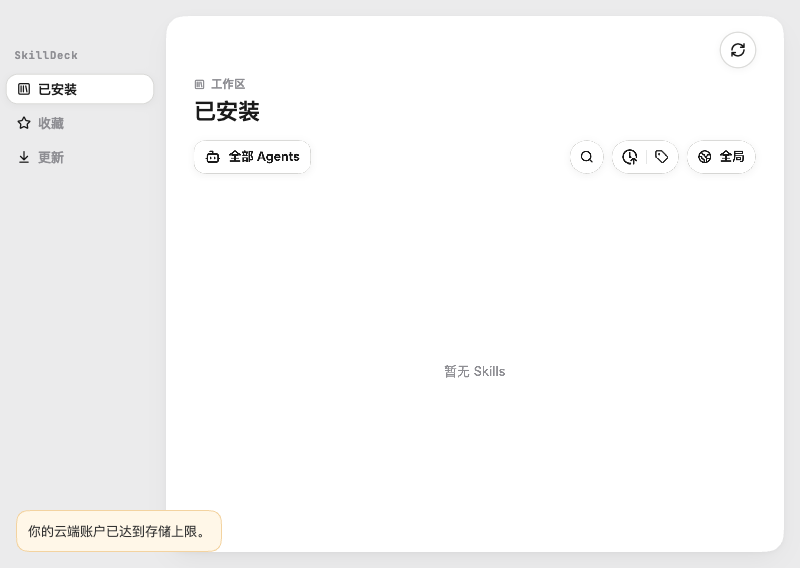 SkillDeck
已安装
收藏
更新
工作区
已安装
全部 Agents
全局
暂无 Skills
你的云端账户已达到存储上限。